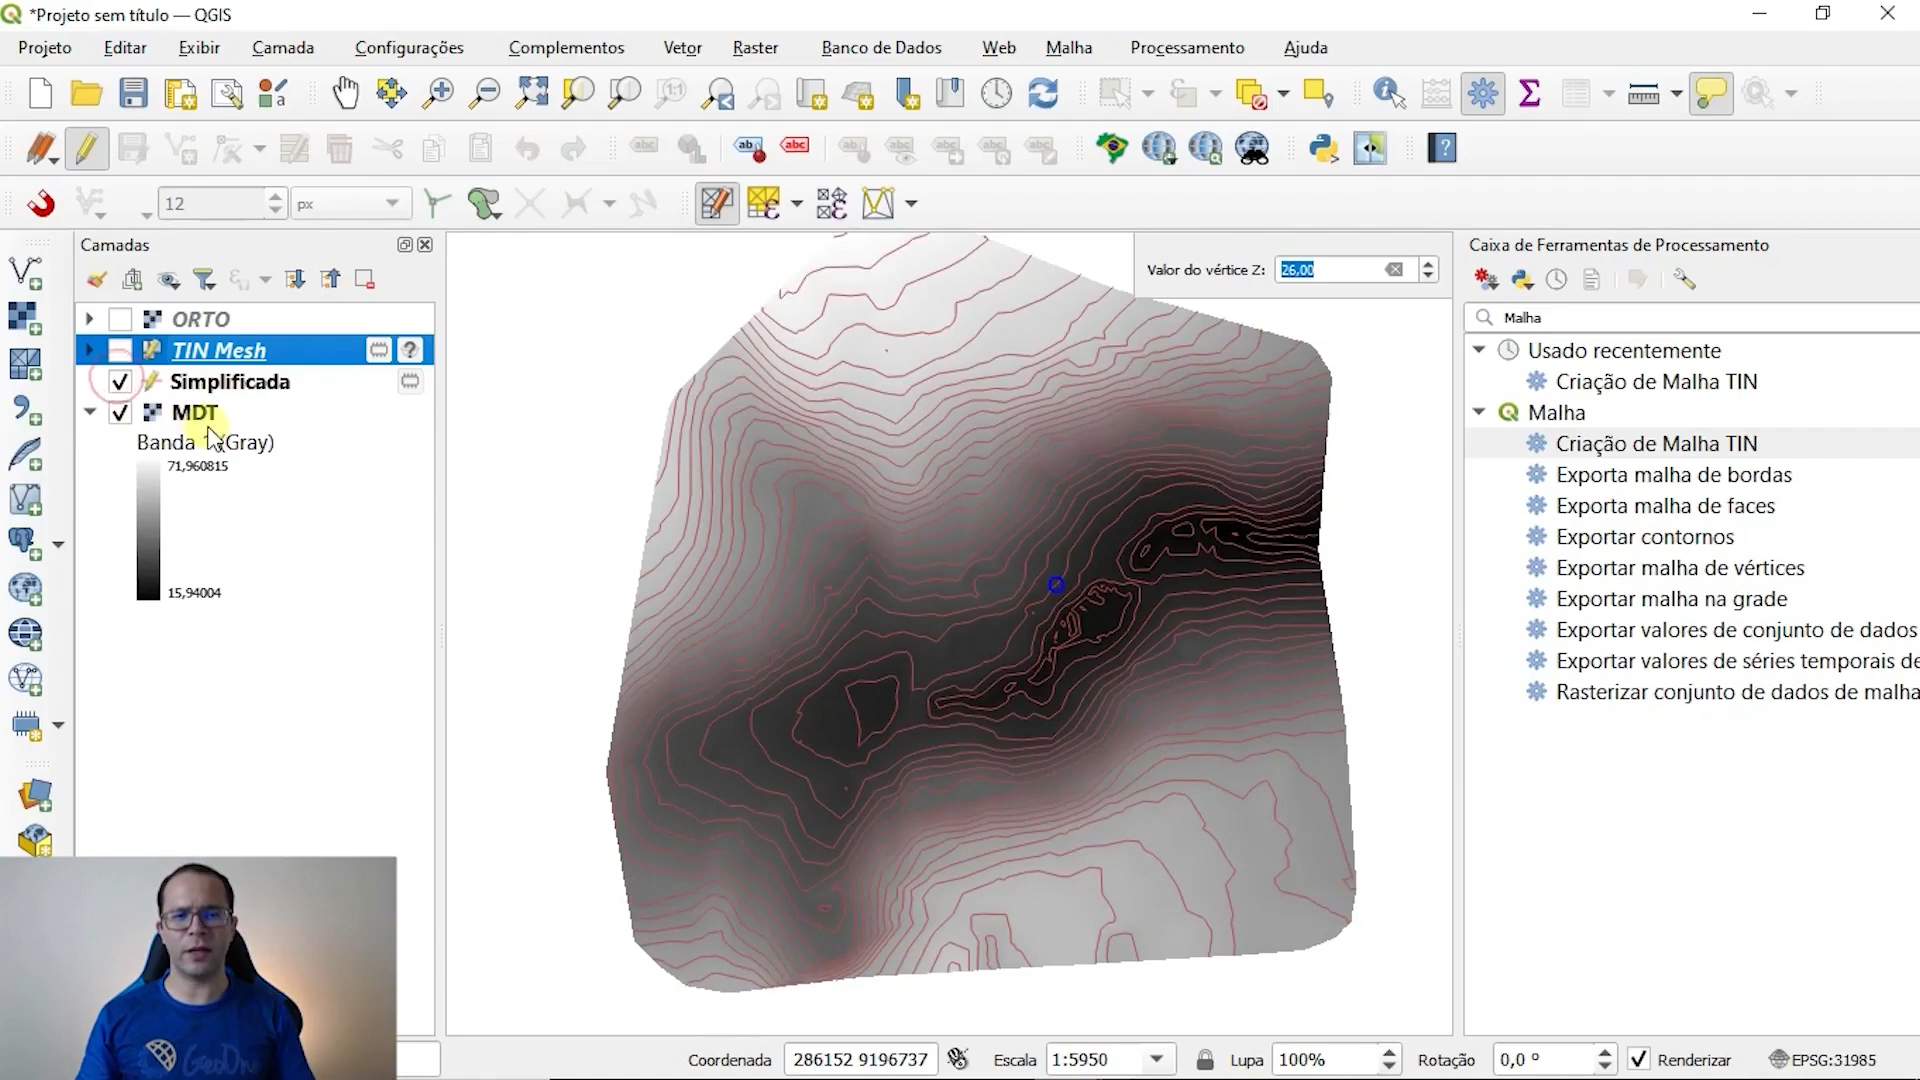 *Projeto sem título — QGIS
Projeto Editar Exibir Camada Configurações Complementos Vetor Raster Banco de Dados Web Malha Processamento Ajuda
12 px
Camadas
ORTO
TIN Mesh
Simplificada
MDT
Banda (Gray)
71,960815
15,94004
Valor do vértice Z: 26,00
Caixa de Ferramentas de Processamento
Malha
Usado recentemente
Criação de Malha TIN
Malha
Criação de Malha TIN
Exporta malha de bordas
Exporta malha de faces
Exportar contornos
Exportar malha de vértices
Exportar malha na grade
Exportar valores de conjunto de dados
Exportar valores de séries temporais de
Rasterizar conjunto de dados de malha
Coordenada 286152 9196737 Escala 1:5950 Lupa 100% Rotação 0,0 ° Renderizar EPSG:31985